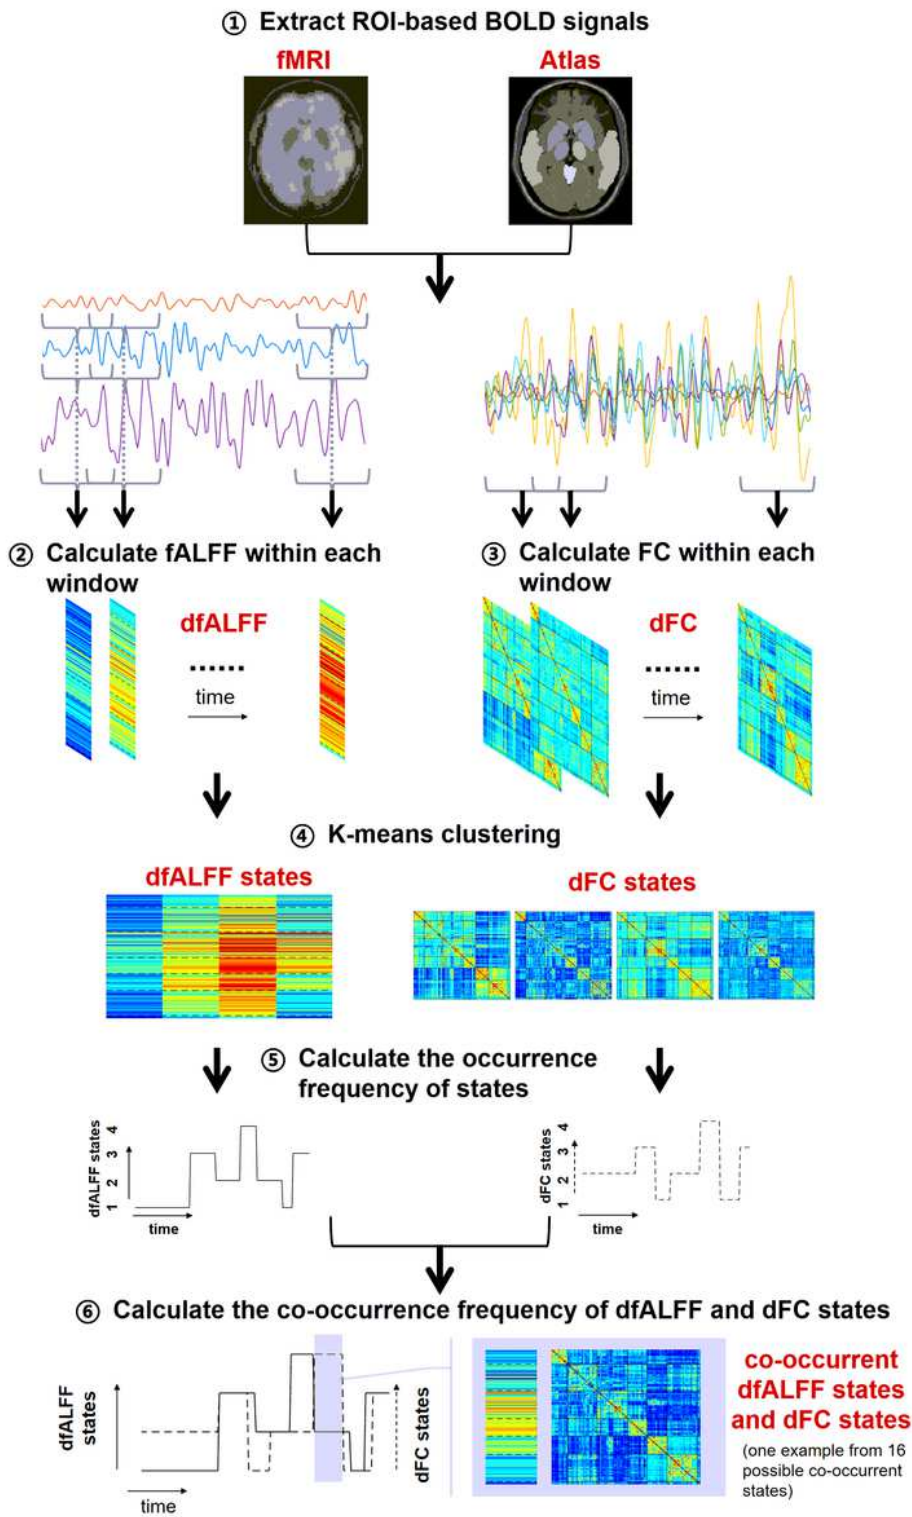 ① Extract ROI-based BOLD signals
fMRI
Atlas
② Calculate fALFF within each
window
③ Calculate FC within each
window
dfALFF
......
time
dFC
......
time
④ K-means clustering
dfALFF states
dFC states
⑤ Calculate the occurrence
frequency of states
dfALFF states
1 2 3 4
time
dFC states
1 2 3 4
time
⑥ Calculate the co-occurrence frequency of dfALFF and dFC states
dfALFF
states
time
dFC states
co-occurrent
dfALFF states
and dFC states
(one example from 16
possible co-occurrent
states)